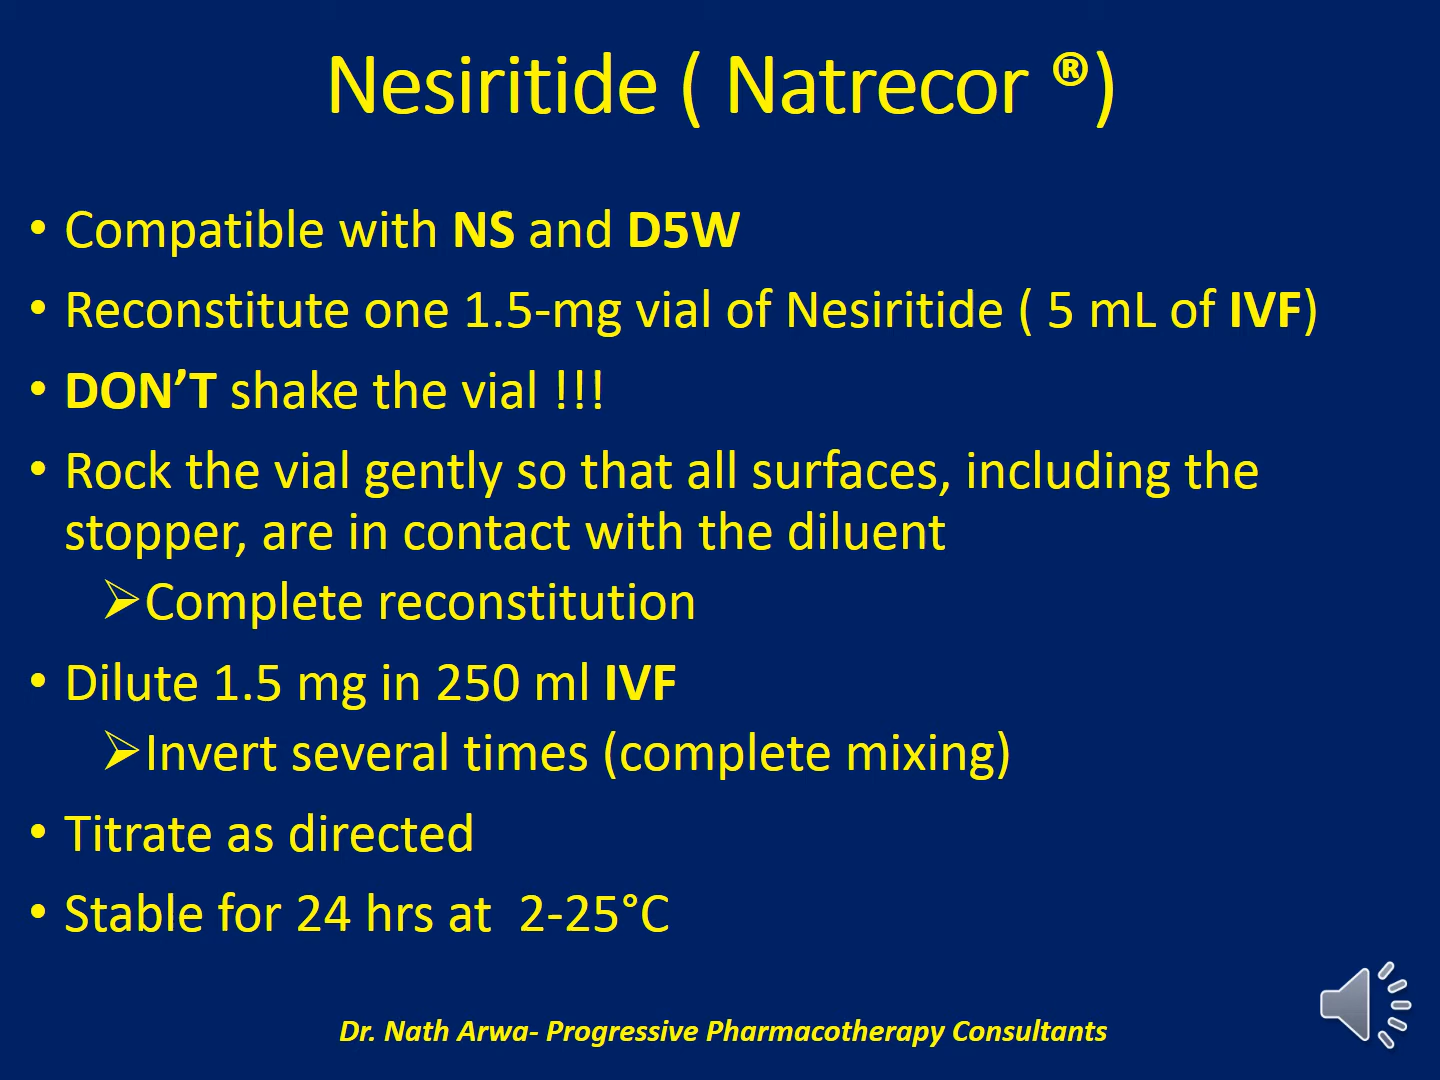 Nesiritide ( Natrecor ®)
• Compatible with NS and D5W
• Reconstitute one 1.5-mg vial of Nesiritide ( 5 mL of IVF)
• DON’T shake the vial !!!
• Rock the vial gently so that all surfaces, including the
stopper, are in contact with the diluent
➢Complete reconstitution
• Dilute 1.5 mg in 250 ml IVF
➢Invert several times (complete mixing)
• Titrate as directed
• Stable for 24 hrs at  2-25°C
Dr. Nath Arwa- Progressive Pharmacotherapy Consultants